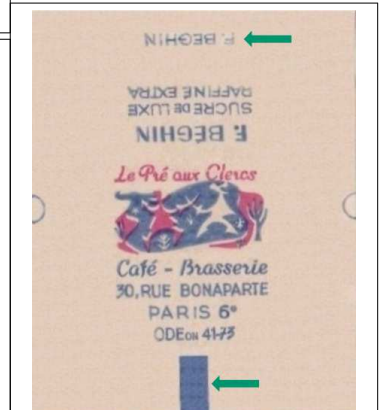 F. BEGHIN
RAFFINÉ EXTRA
SUCRE DE LUXE
F. BÉGHIN
Le Pré aux Clercs
Café - Brasserie
30, RUE BONAPARTE
PARIS 6e
ODEON 41-73